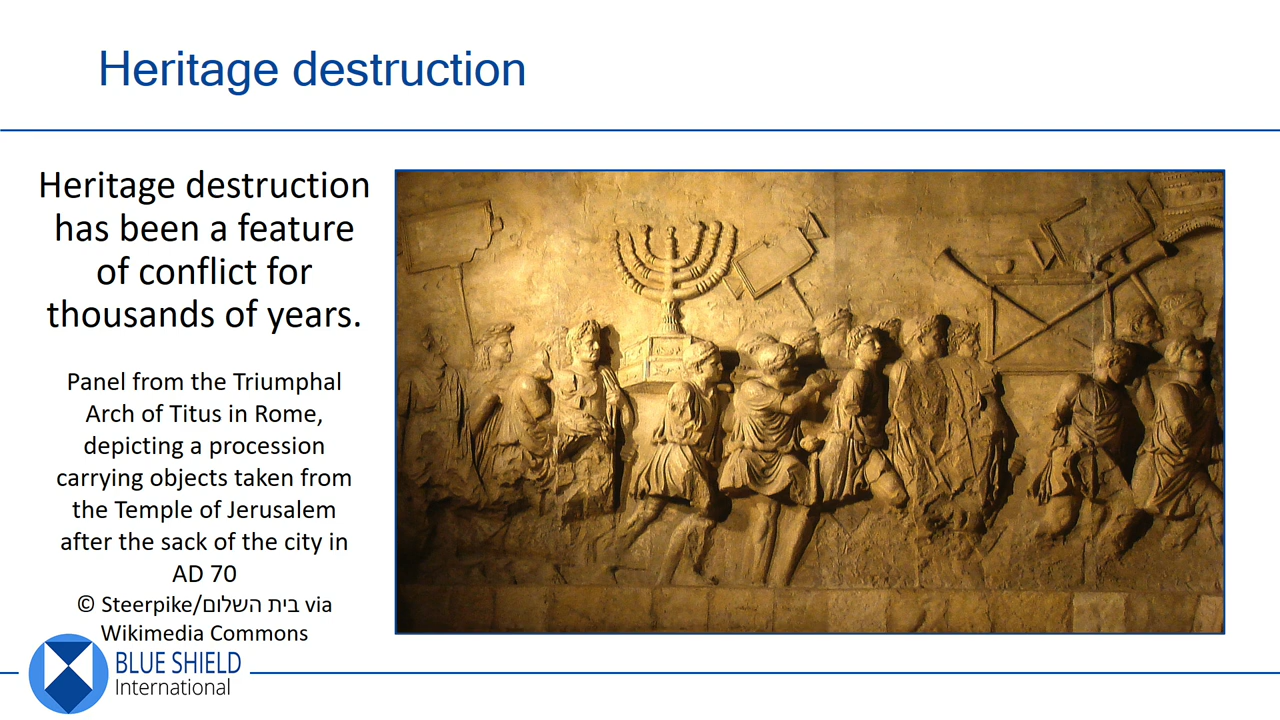 Heritage destruction
Heritage destruction
has been a feature
of conflict for
thousands of years.
Panel from the Triumphal
Arch of Titus in Rome,
depicting a procession
carrying objects taken from
the Temple of Jerusalem
after the sack of the city in
AD 70
© Steerpike/בית השלום via
Wikimedia Commons
BLUE SHIELD
International